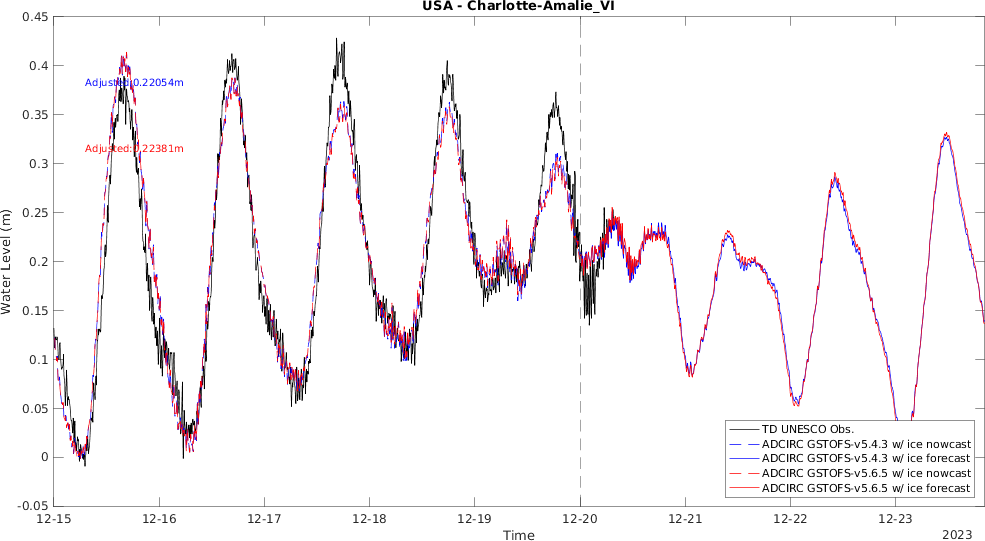 USA - Charlotte-Amalie_VI
0.45
0.4
Adjusted:0.22054m
0.35
Adjusted:0.22381m
0.3
0.25
0.2
0.15
0.1
0.05
0
-0.05
Water Level (m)
TD UNESCO Obs.
ADCIRC GSTOFS-v5.4.3 w/ ice nowcast
ADCIRC GSTOFS-v5.4.3 w/ ice forecast
ADCIRC GSTOFS-v5.6.5 w/ ice nowcast
ADCIRC GSTOFS-v5.6.5 w/ ice forecast
12-15 12-16 12-17 12-18 12-19 12-20 12-21 12-22 12-23
Time
2023